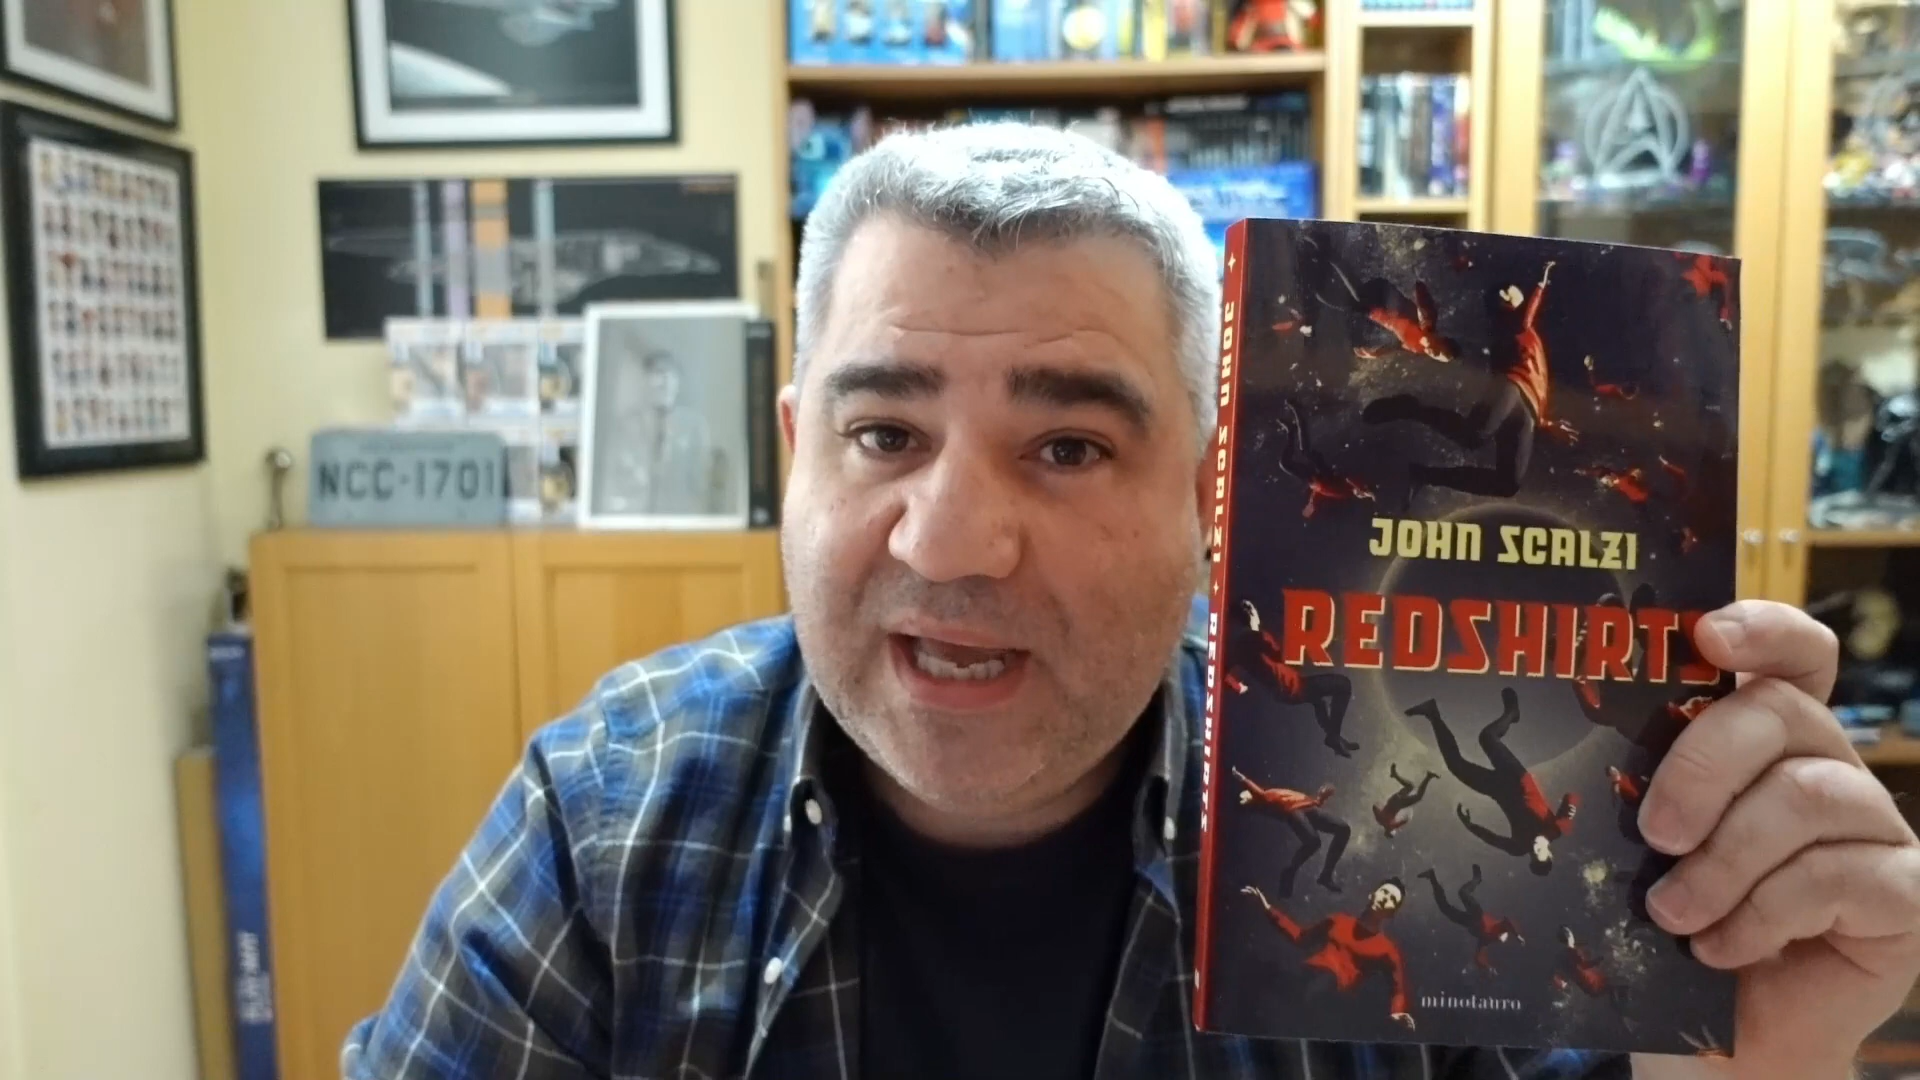 NCC-1701
JOHN SCALZI
REDSHIRTS
minotauro
JOHN SCALZI ✦ REDSHIRTS